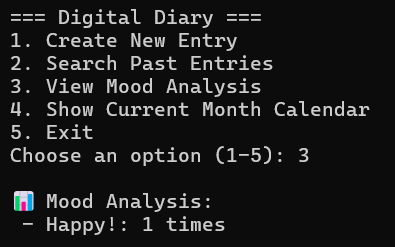 === Digital Diary ===
1. Create New Entry
2. Search Past Entries
3. View Mood Analysis
4. Show Current Month Calendar
5. Exit
Choose an option (1-5): 3
📊 Mood Analysis:
- Happy!: 1 times